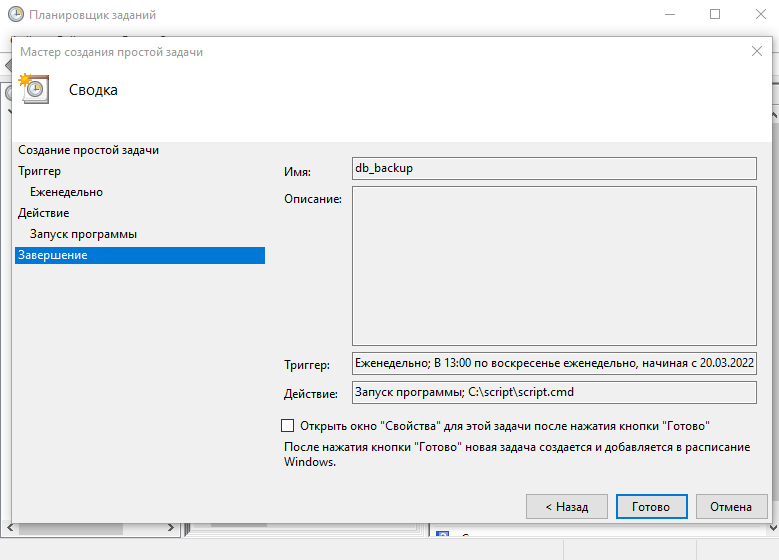 Планировщик заданий
Мастер создания простой задачи
Сводка
Создание простой задачи
Триггер
Еженедельно
Действие
Запуск программы
Завершение
Имя:
db_backup
Описание:
Триггер:
Еженедельно; В 13:00 по воскресенье еженедельно, начиная с 20.03.2022
Действие:
Запуск программы; C:\script\script.cmd
Открыть окно "Свойства" для этой задачи после нажатия кнопки "Готово"
После нажатия кнопки "Готово" новая задача создается и добавляется в расписание
Windows.
< Назад
Готово
Отмена